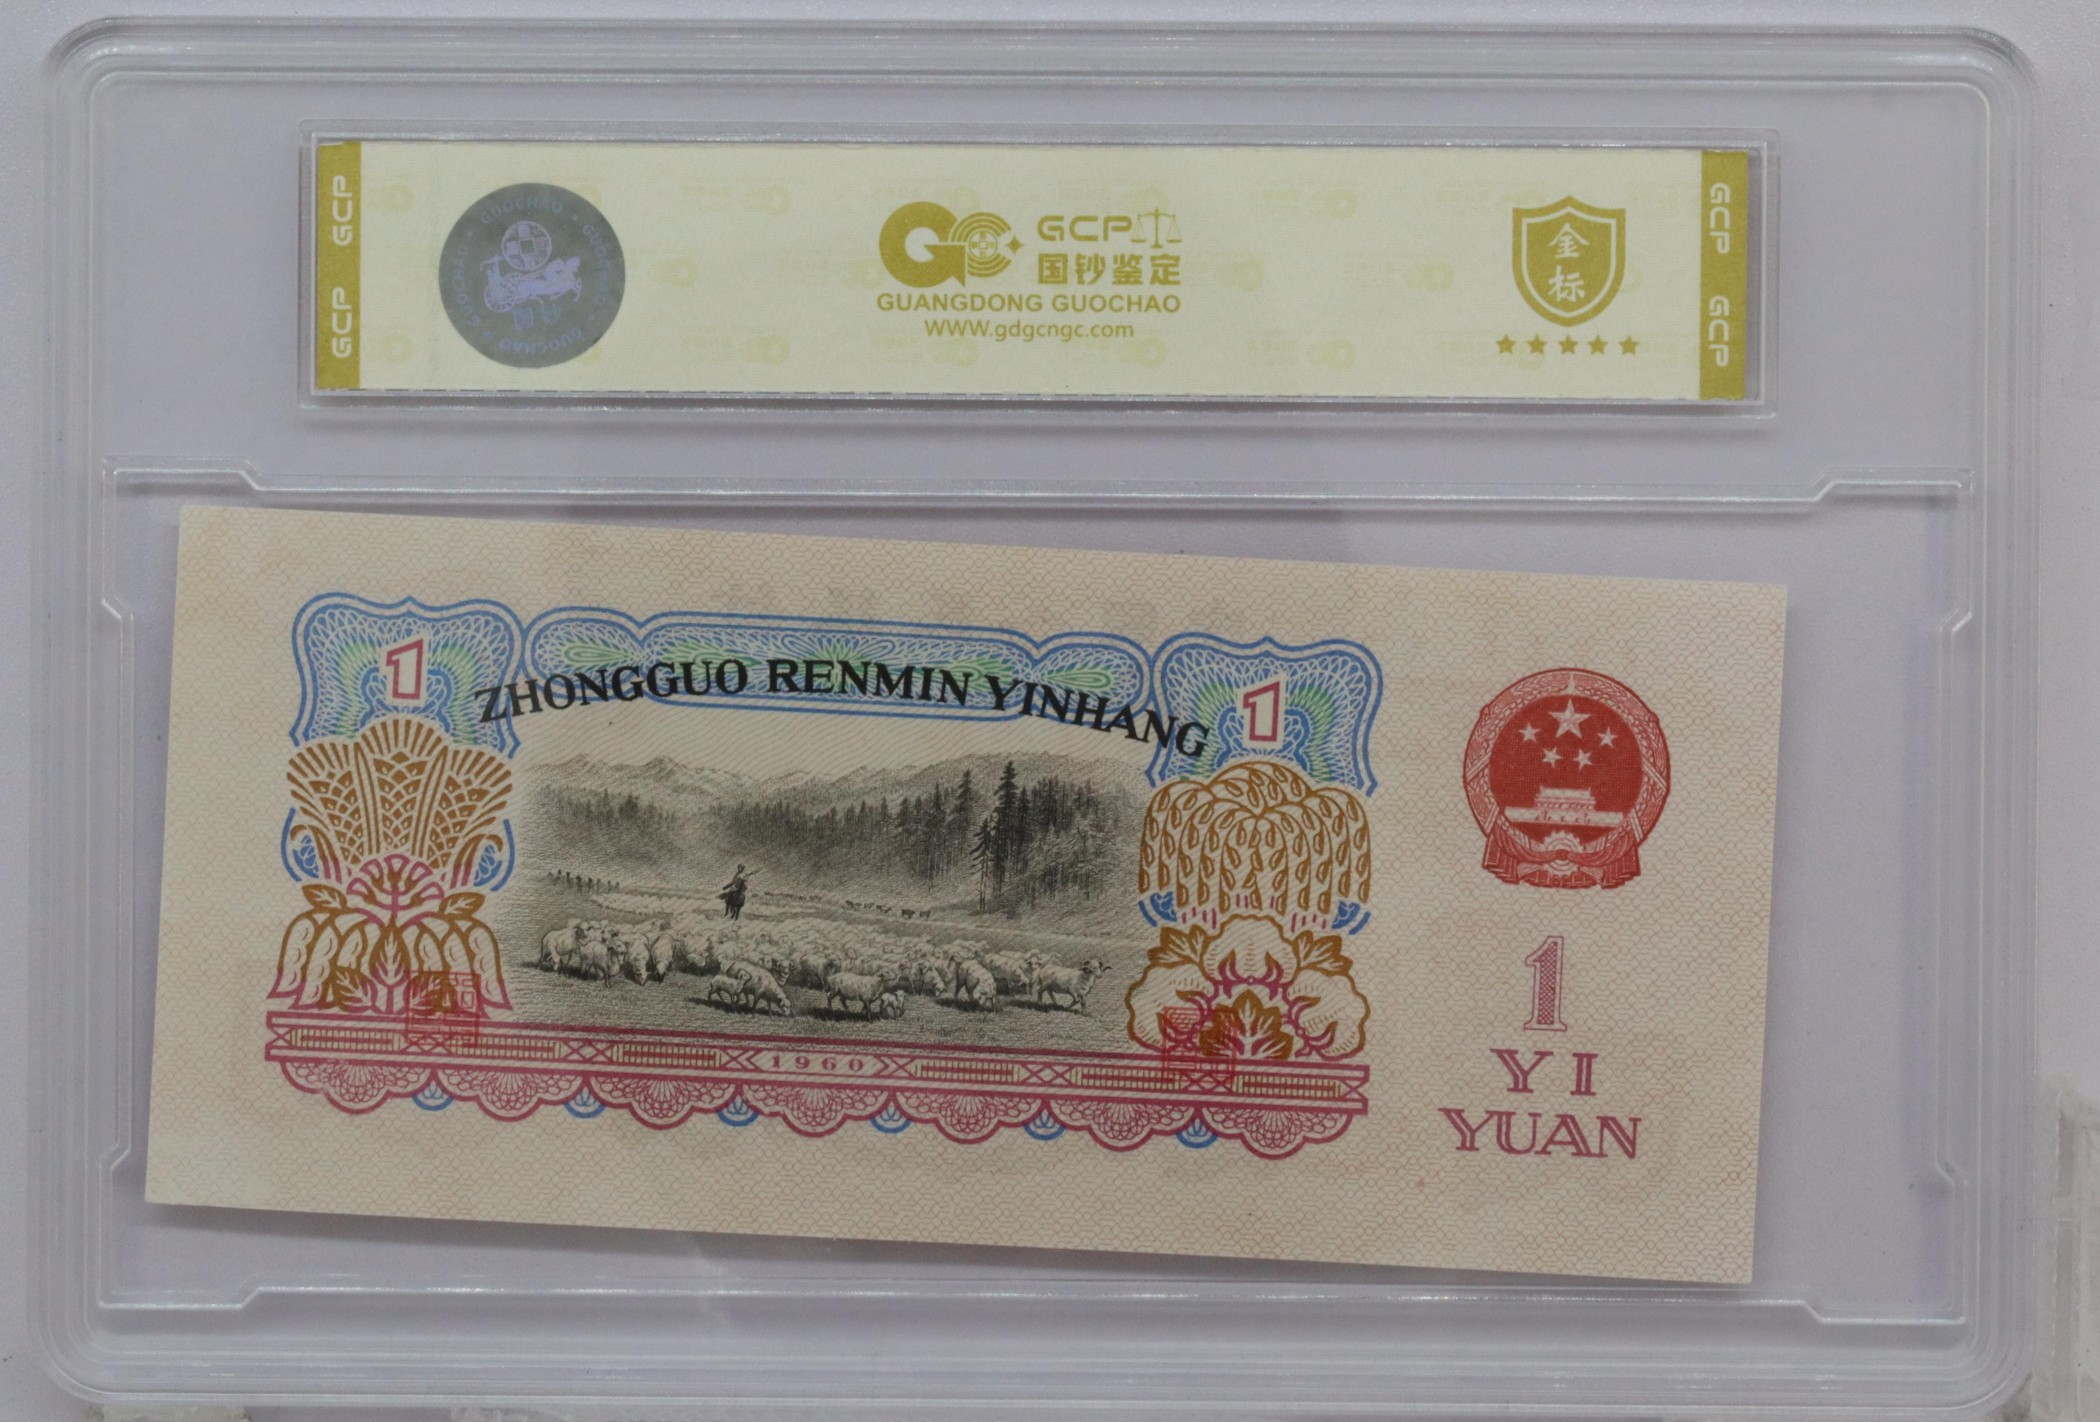 GCP
GCP
GUOCHAO
GCP
国钞鉴定
GUANGDONG GUOCHAO
WWW.gdgcngc.com
金
标
GCP
GCP
1
ZHONGGUO RENMIN YINHANG
1
1960
1
YI
YUAN